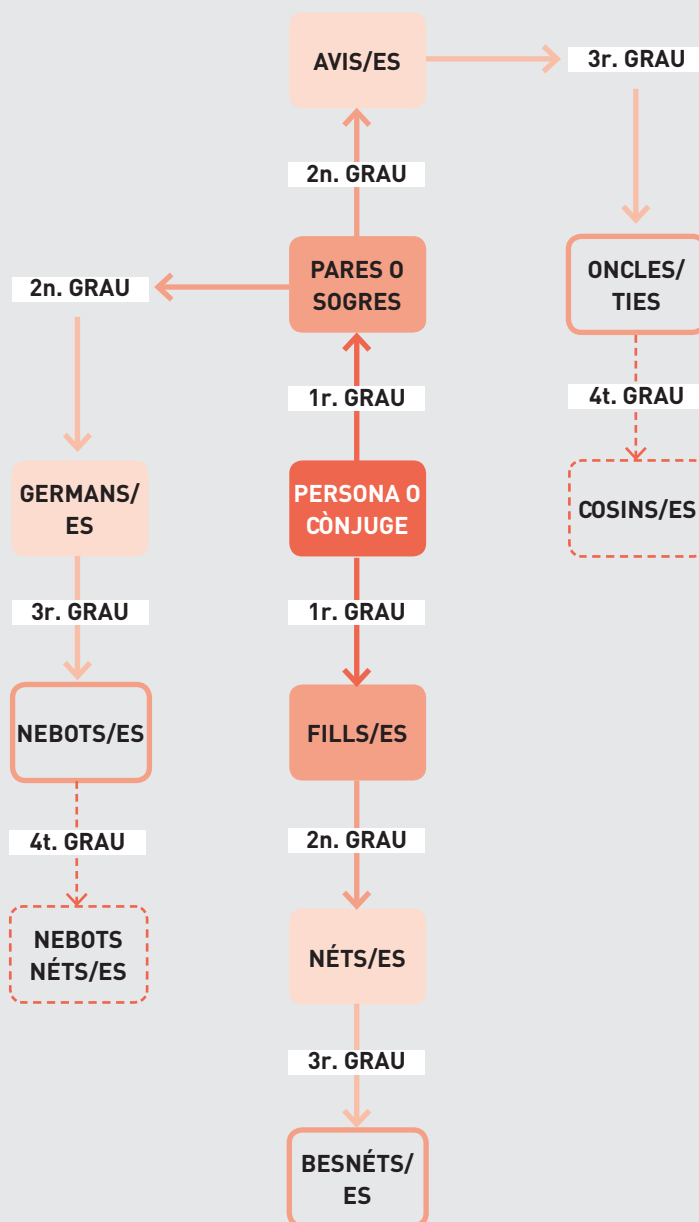 AVIS/ES
3r. GRAU
2n. GRAU
PARES O
SOGRES
ONCLES/
TIES
2n. GRAU
1r. GRAU
4t. GRAU
GERMANS/
ES
PERSONA O
CÒNJUGE
COSINS/ES
3r. GRAU
1r. GRAU
NEBOTS/ES
FILLS/ES
4t. GRAU
2n. GRAU
NEBOTS
NÉTS/ES
NÉTS/ES
3r. GRAU
BESNÉTS/
ES